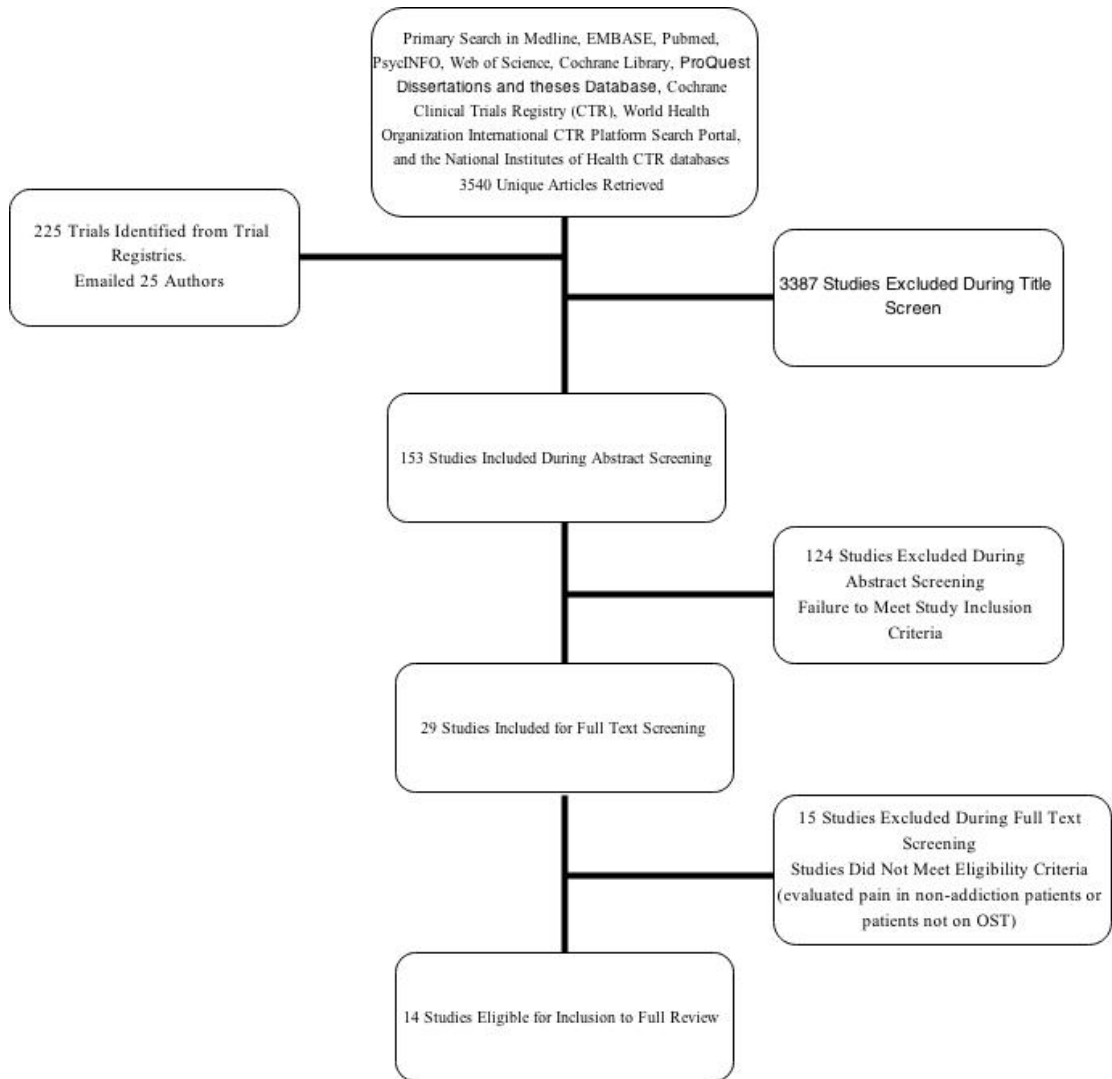 Primary Search in Medline, EMBASE, Pubmed,
PsycINFO, Web of Science, Cochrane Library, ProQuest
Dissertations and theses Database, Cochrane
Clinical Trials Registry (CTR), World Health
Organization International CTR Platform Search Portal,
and the National Institutes of Health CTR databases
3540 Unique Articles Retrieved
225 Trials Identified from Trial
Registries.
Emailed 25 Authors
3387 Studies Excluded During Title
Screen
153 Studies Included During Abstract Screening
124 Studies Excluded During
Abstract Screening
Failure to Meet Study Inclusion
Criteria
29 Studies Included for Full Text Screening
15 Studies Excluded During Full Text
Screening
Studies Did Not Meet Eligibility Criteria
(evaluated pain in non-addiction patients or
patients not on OST)
14 Studies Eligible for Inclusion to Full Review